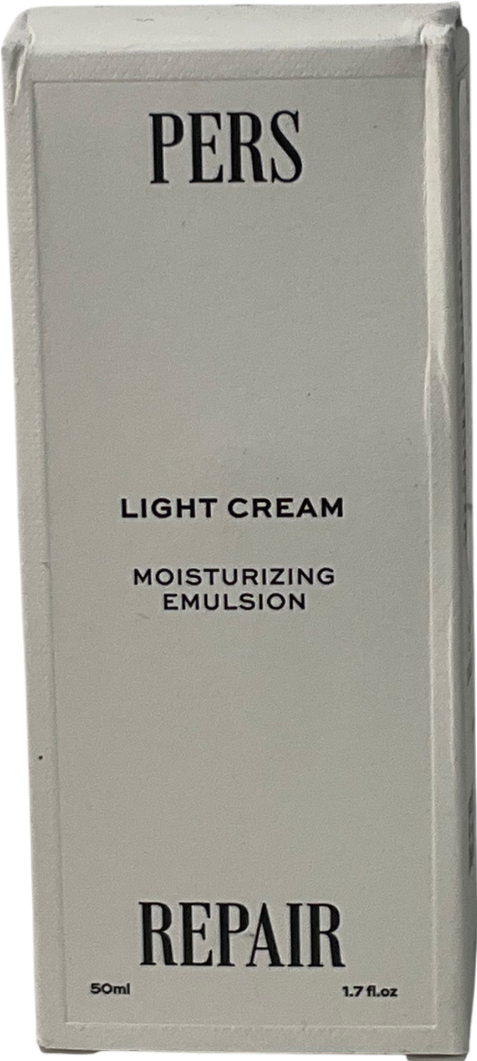 PERS
LIGHT CREAM
MOISTURIZING
EMULSION
REPAIR
50ml 1.7 fl.oz